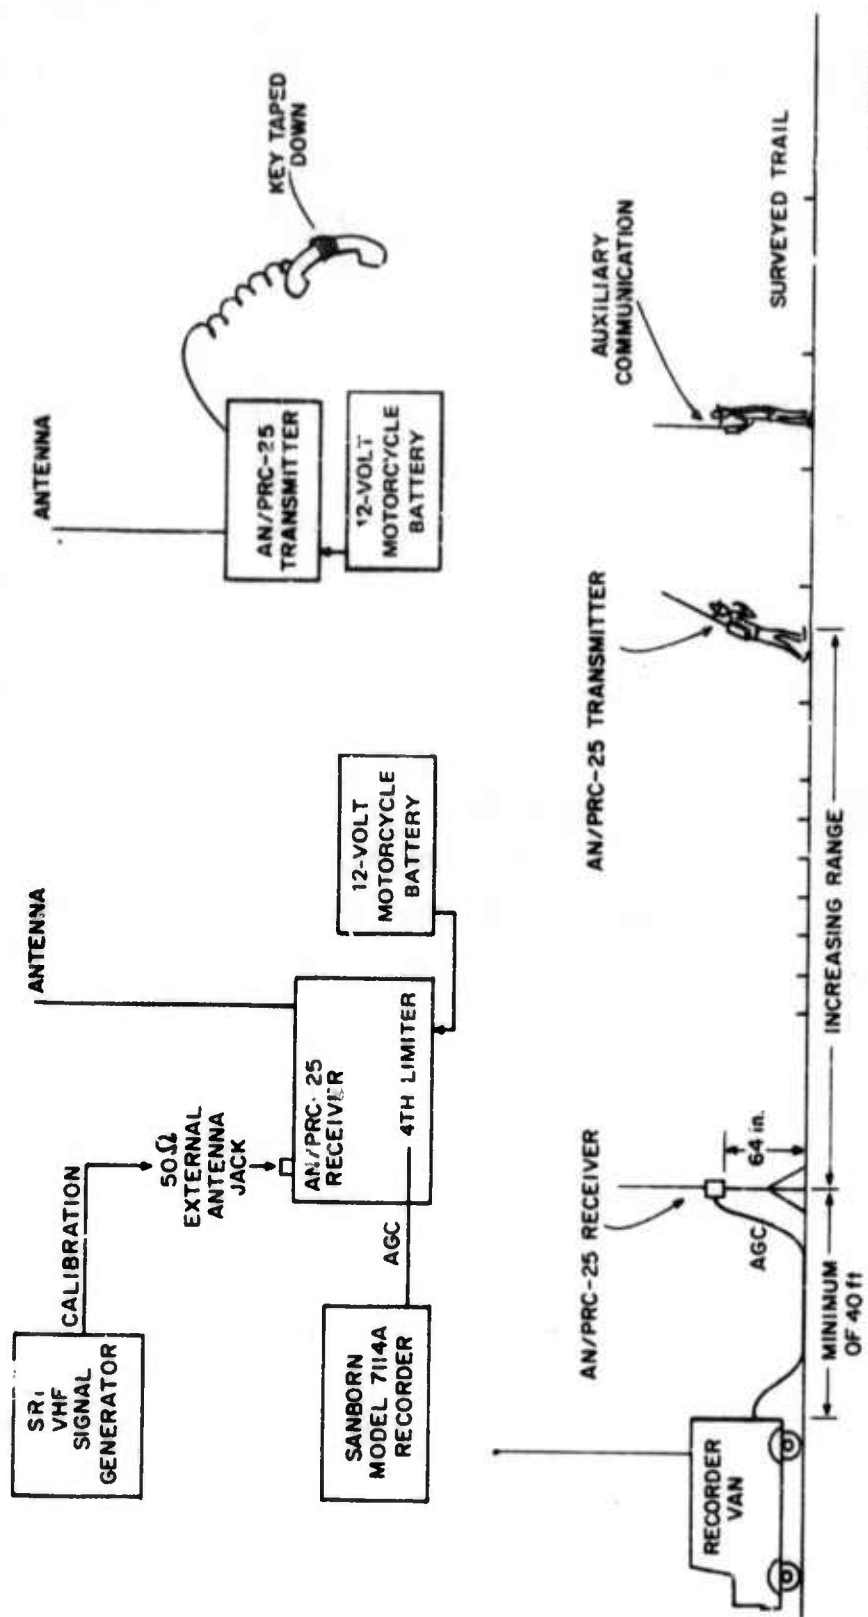 SRI
VHF
SIGNAL
GENERATOR
CALIBRATION
50Ω
EXTERNAL
ANTENNA
JACK
ANTENNA
AN/PRC-25
RECEIVER
4TH LIMITER
AGC
SANBORN
MODEL 7114A
RECORDER
12-VOLT
MOTORCYCLE
BATTERY
ANTENNA
AN/PRC-25
TRANSMITTER
12-VOLT
MOTORCYCLE
BATTERY
KEY TAPED
DOWN
RECORDER
VAN
AN/PRC-25 RECEIVER
AGC
64 in.
MINIMUM
OF 40 ft
INCREASING RANGE
AN/PRC-25 TRANSMITTER
AUXILIARY
COMMUNICATION
SURVEYED TRAIL